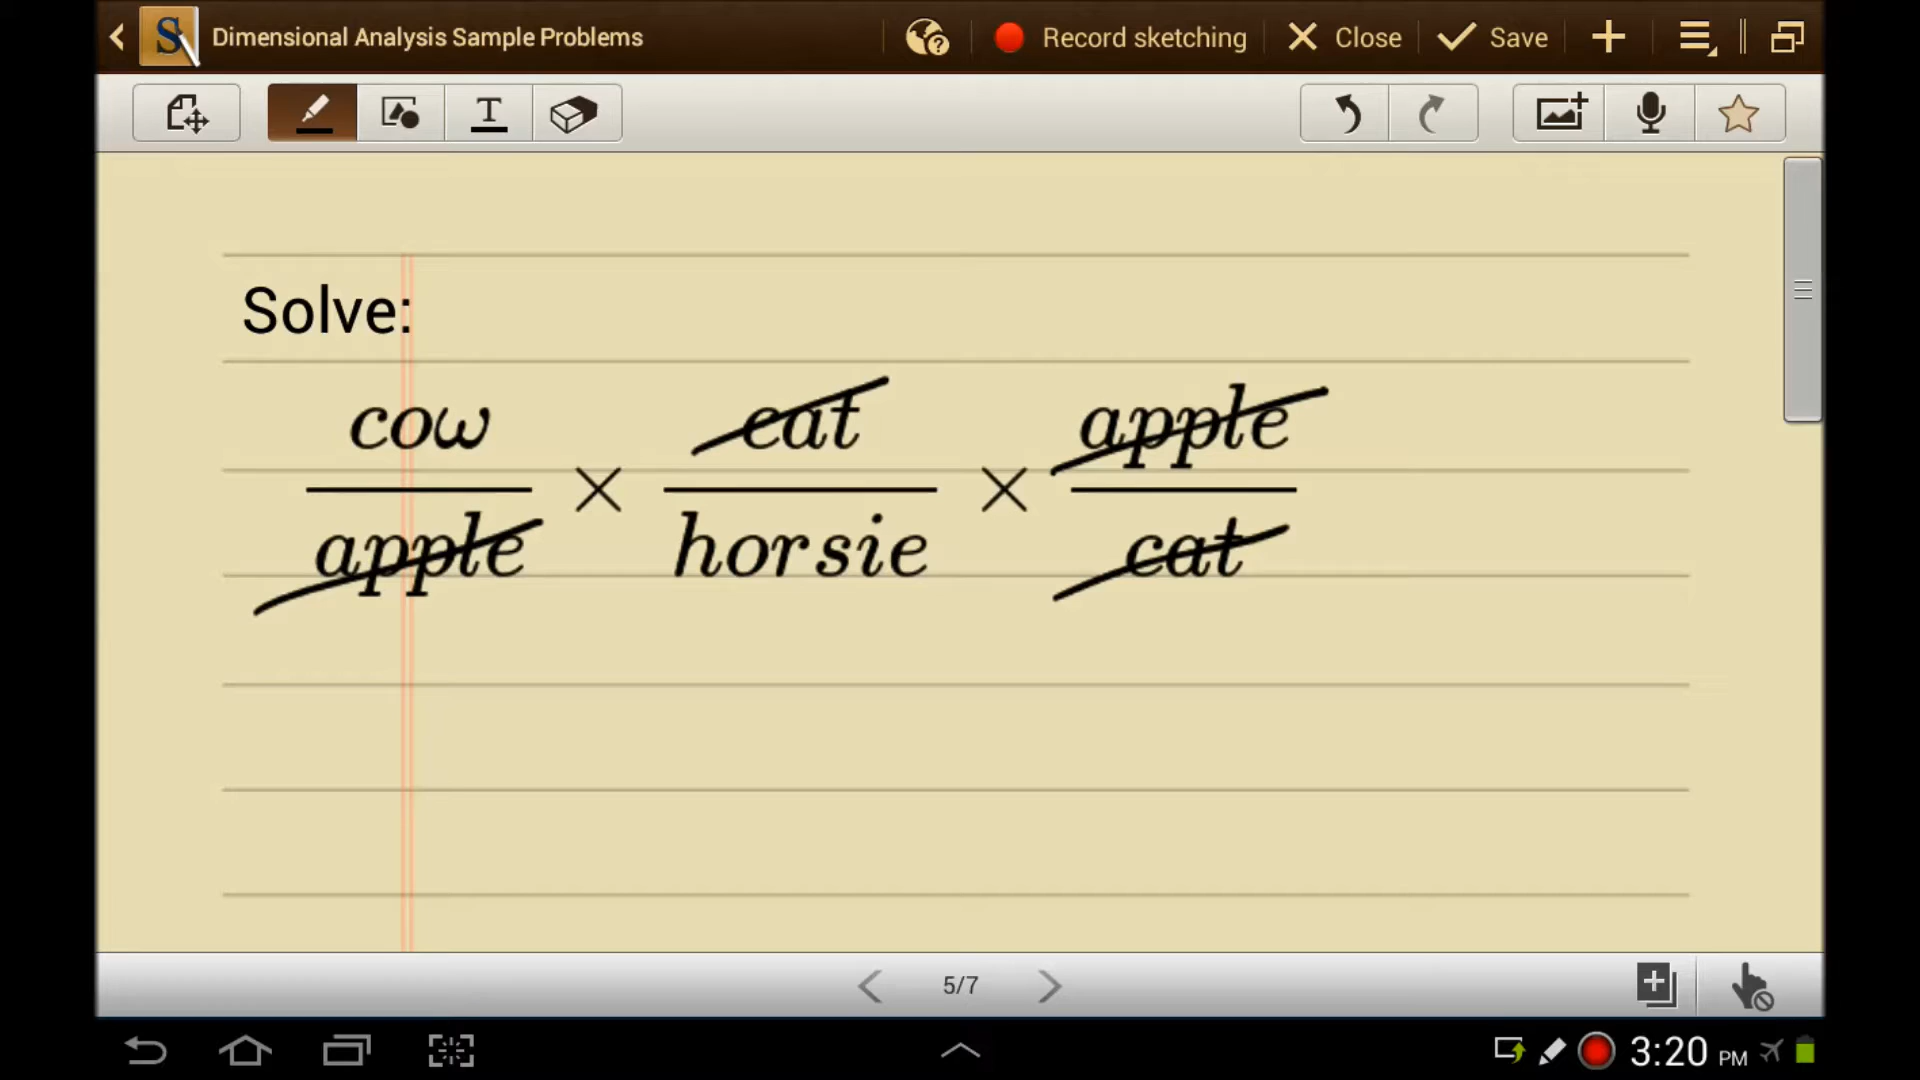 Dimensional Analysis Sample Problems
Record sketching
Close
Save
T
Solve:
cow × cat × apple
apple horsie cat
5/7
3:20 PM